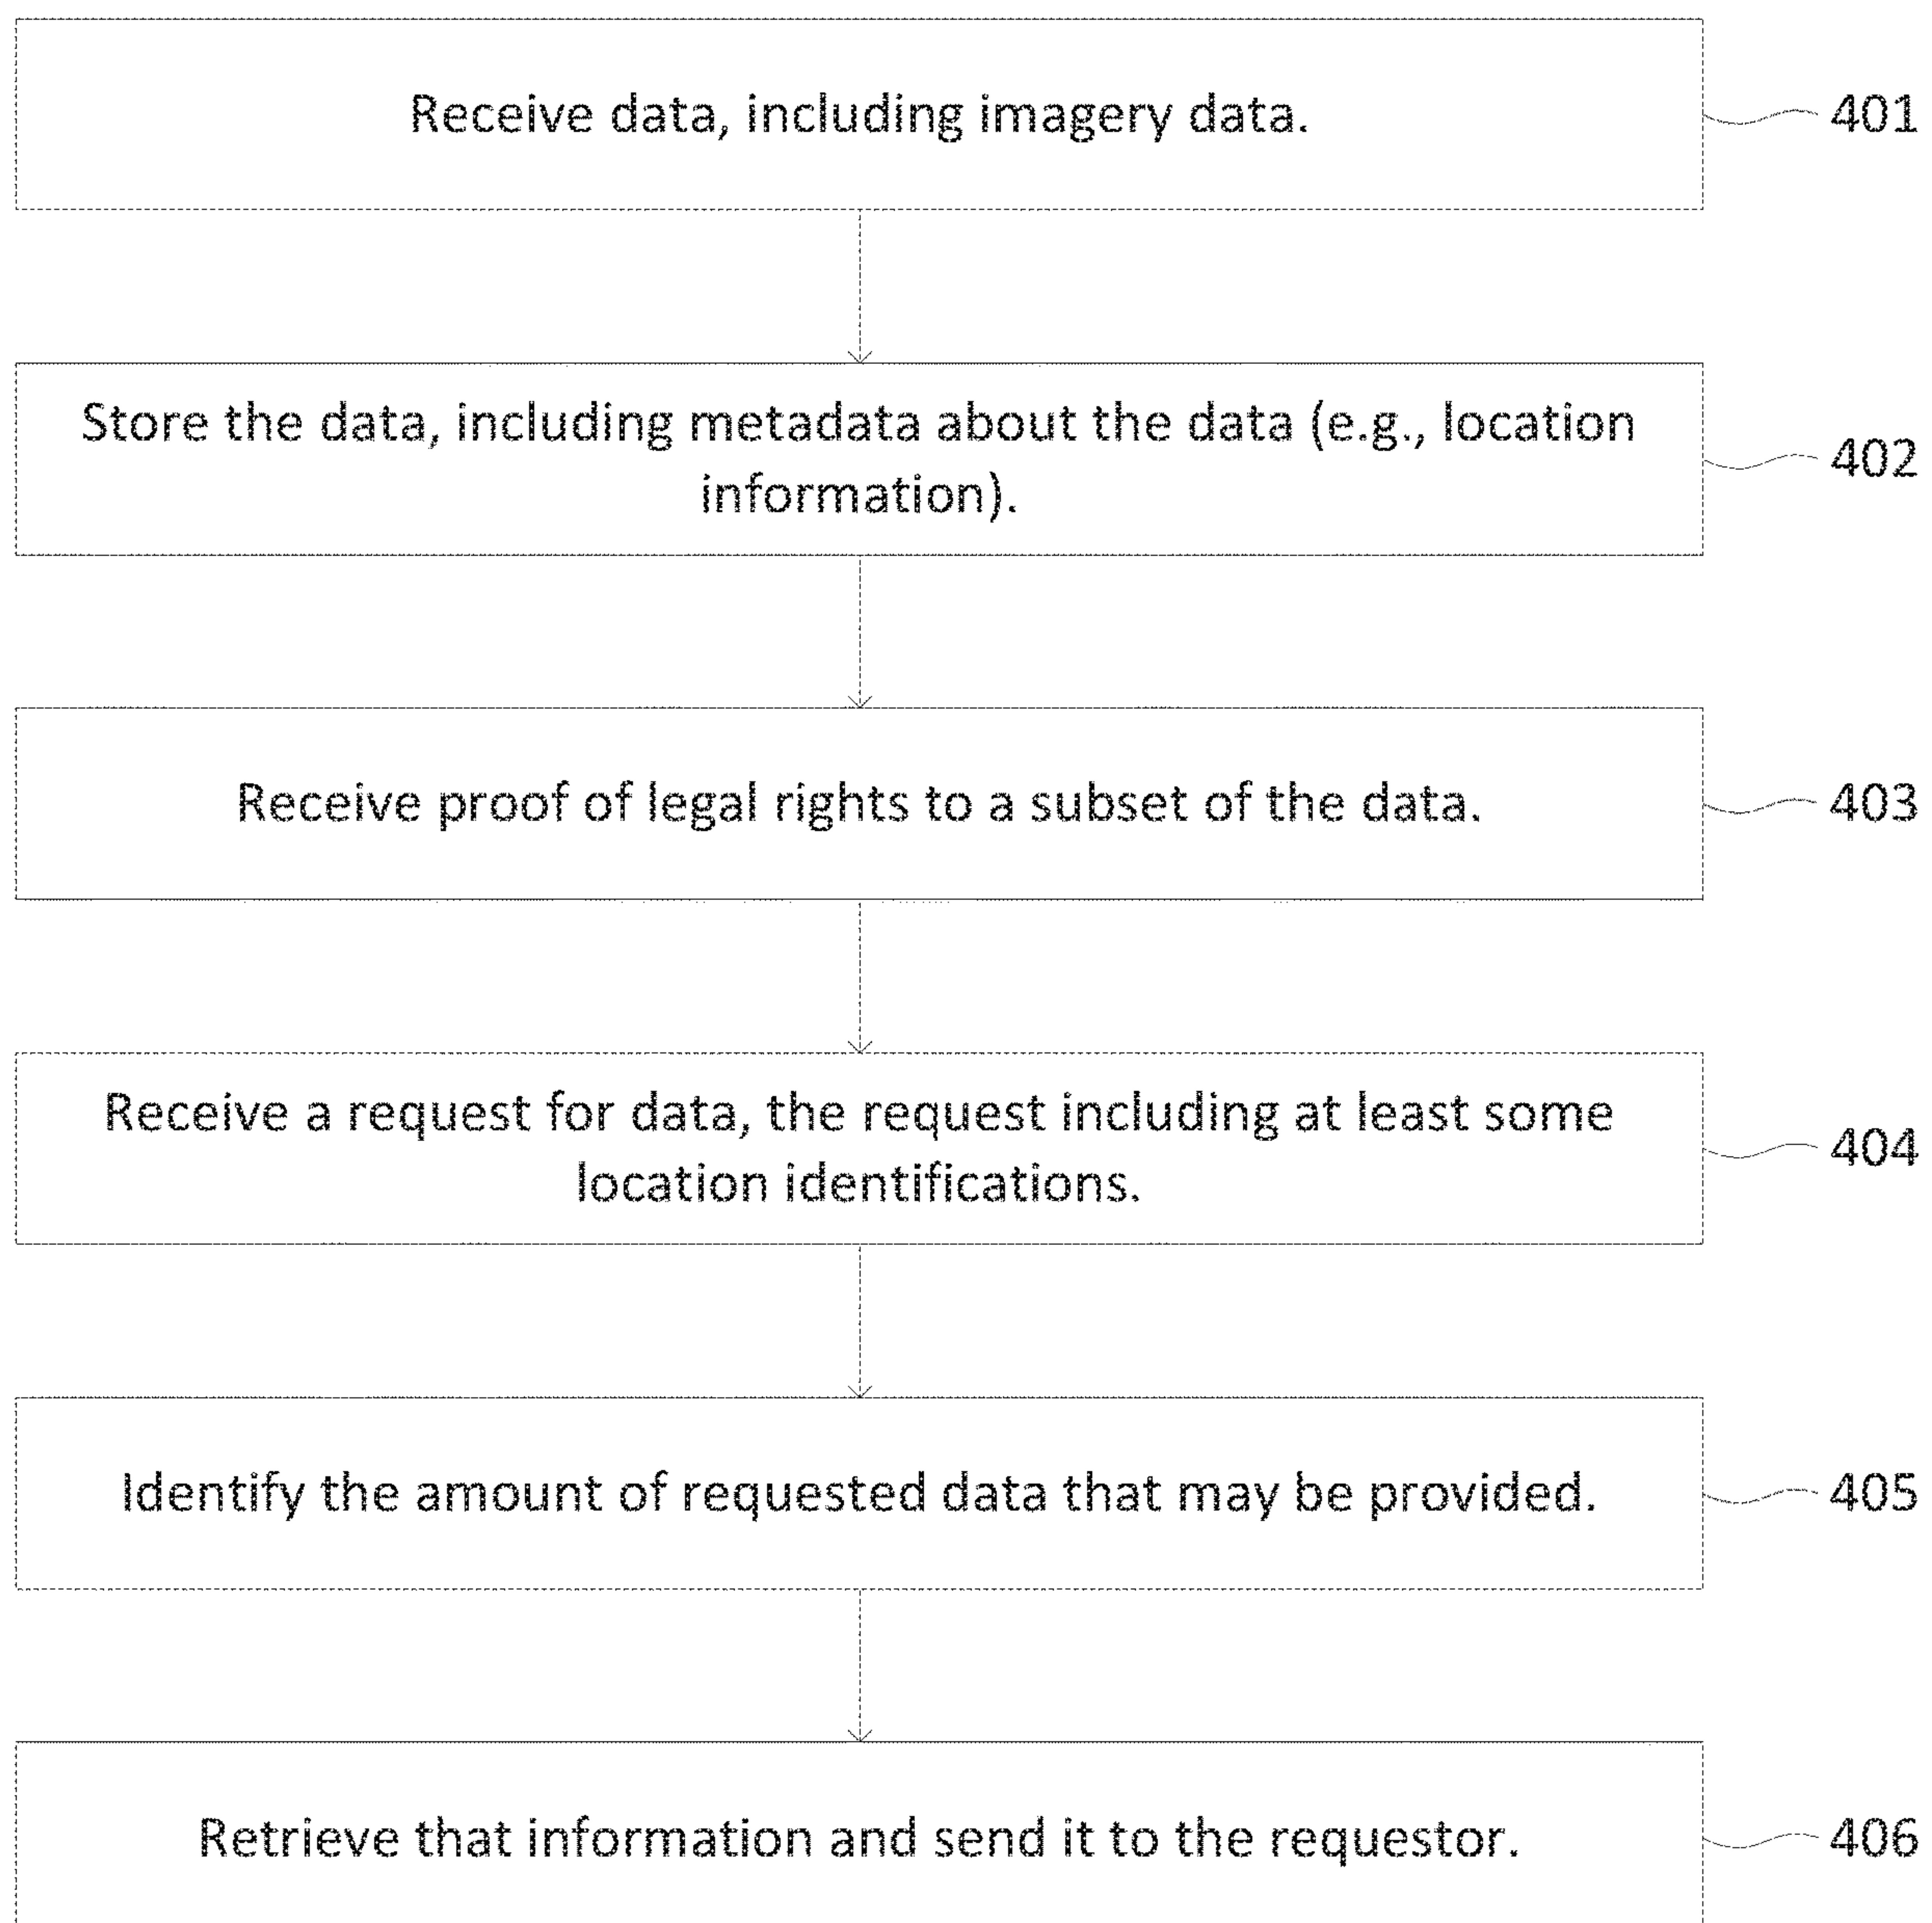 Receive data, including imagery data.
401
Store the data, including metadata about the data (e.g., location
information).
402
Receive proof of legal rights to a subset of the data.
403
Receive a request for data, the request including at least some
location identifications.
404
Identify the amount of requested data that may be provided.
405
Retrieve that information and send it to the requestor.
406